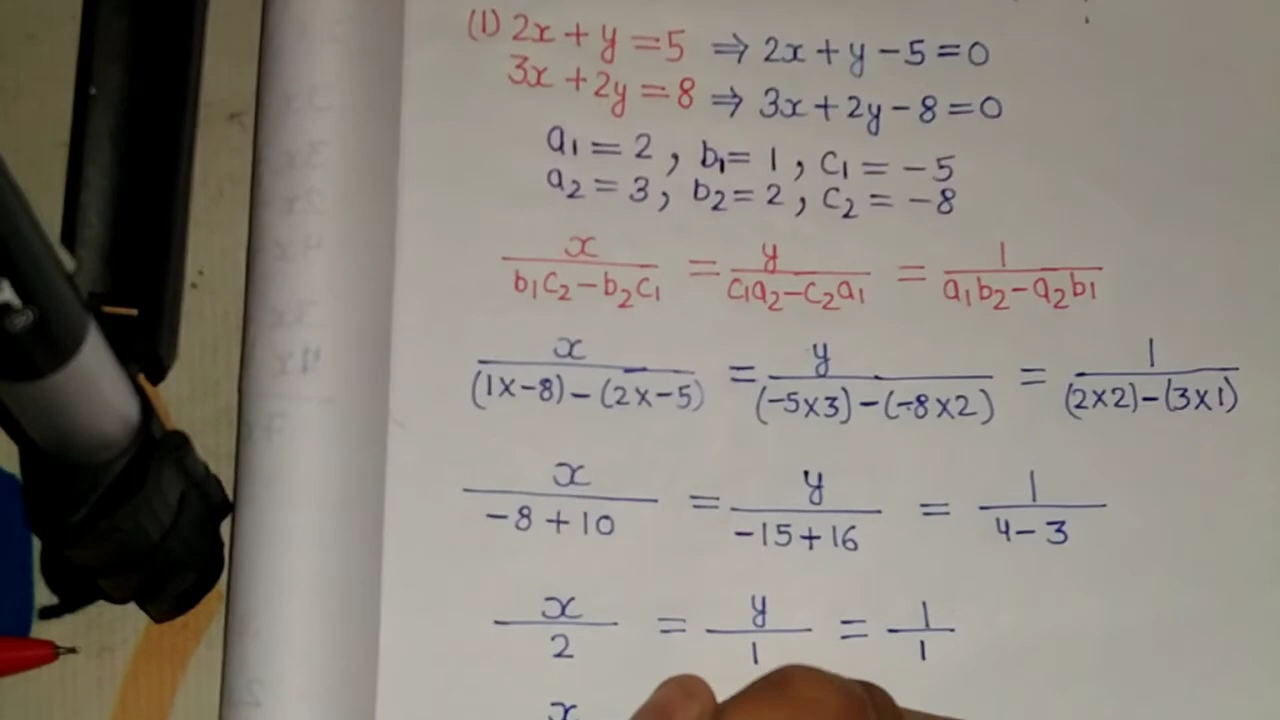 (1) 2x + y = 5 ⇒ 2x + y - 5 = 0
3x + 2y = 8 ⇒ 3x + 2y - 8 = 0
a₁ = 2, b₁ = 1, c₁ = -5
a₂ = 3, b₂ = 2, c₂ = -8
x/(b₁c₂ - b₂c₁) = y/(c₁a₂ - c₂a₁) = 1/(a₁b₂ - a₂b₁)
x/((1×-8) - (2×-5)) = y/((-5×3) - (-8×2)) = 1/((2×2) - (3×1))
x/(-8 + 10) = y/(-15 + 16) = 1/(4 - 3)
x/2 = y/1 = 1/1
x